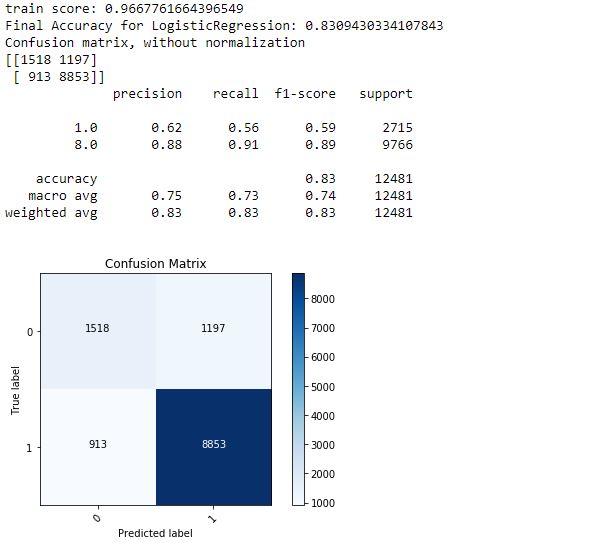 train score: 0.9667761664396549
Final Accuracy for LogisticRegression: 0.8309430334107843
Confusion matrix, without normalization
[[1518 1197]
 [ 913 8853]]
precision recall f1-score support
1.0 0.62 0.56 0.59 2715
8.0 0.88 0.91 0.89 9766
accuracy 0.83 12481
macro avg 0.75 0.73 0.74 12481
weighted avg 0.83 0.83 0.83 12481
Confusion Matrix
0 1518 1197
1 913 8853
True label
0 1
Predicted label
8000
7000
6000
5000
4000
3000
2000
1000